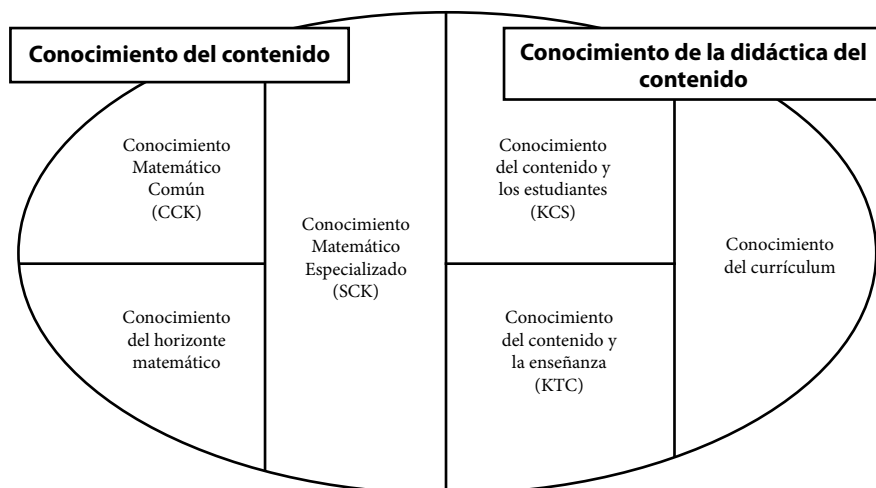 Conocimiento del contenido
Conocimiento de la didáctica del
contenido
Conocimiento
Matemático
Común
(CCK)
Conocimiento
del horizonte
matemático
Conocimiento
Matemático
Especializado
(SCK)
Conocimiento
del contenido y
los estudiantes
(KCS)
Conocimiento
del contenido y
la enseñanza
(KTC)
Conocimiento
del currículum